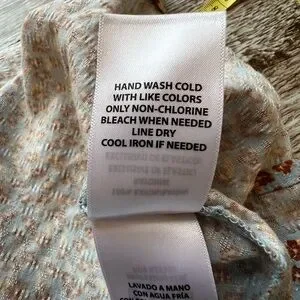 HAND WASH COLD
WITH LIKE COLORS
ONLY NON-CHLORINE
BLEACH WHEN NEEDED
LINE DRY
COOL IRON IF NEEDED
LAVADO A MANO
CON AGUA FRÍA